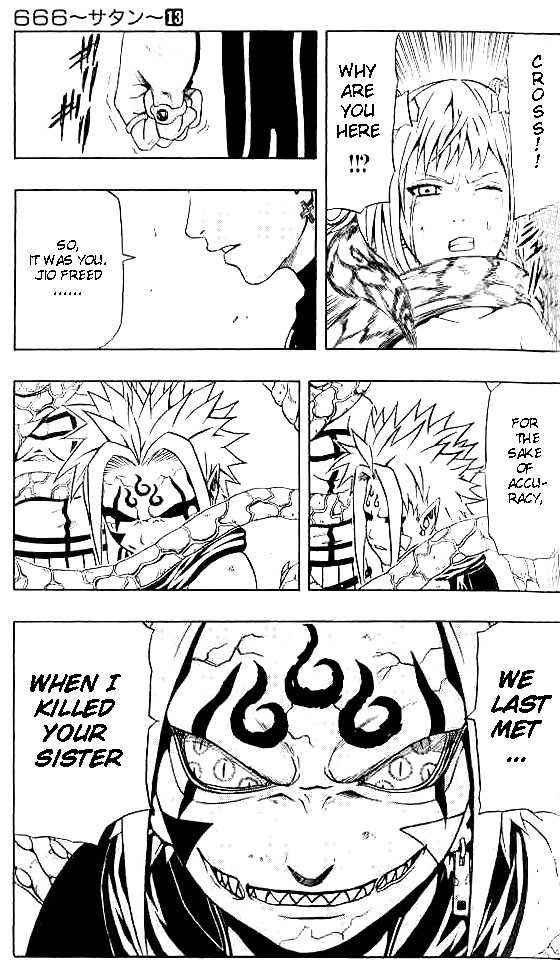 666～サタン～13
CROSS!!
WHY
ARE
YOU
HERE
!!?
SO,
IT WAS YOU.
JIO FREED
......
FOR
THE
SAKE
OF
ACCU-
RACY,
WE
LAST
MET
...
WHEN I
KILLED
YOUR
SISTER